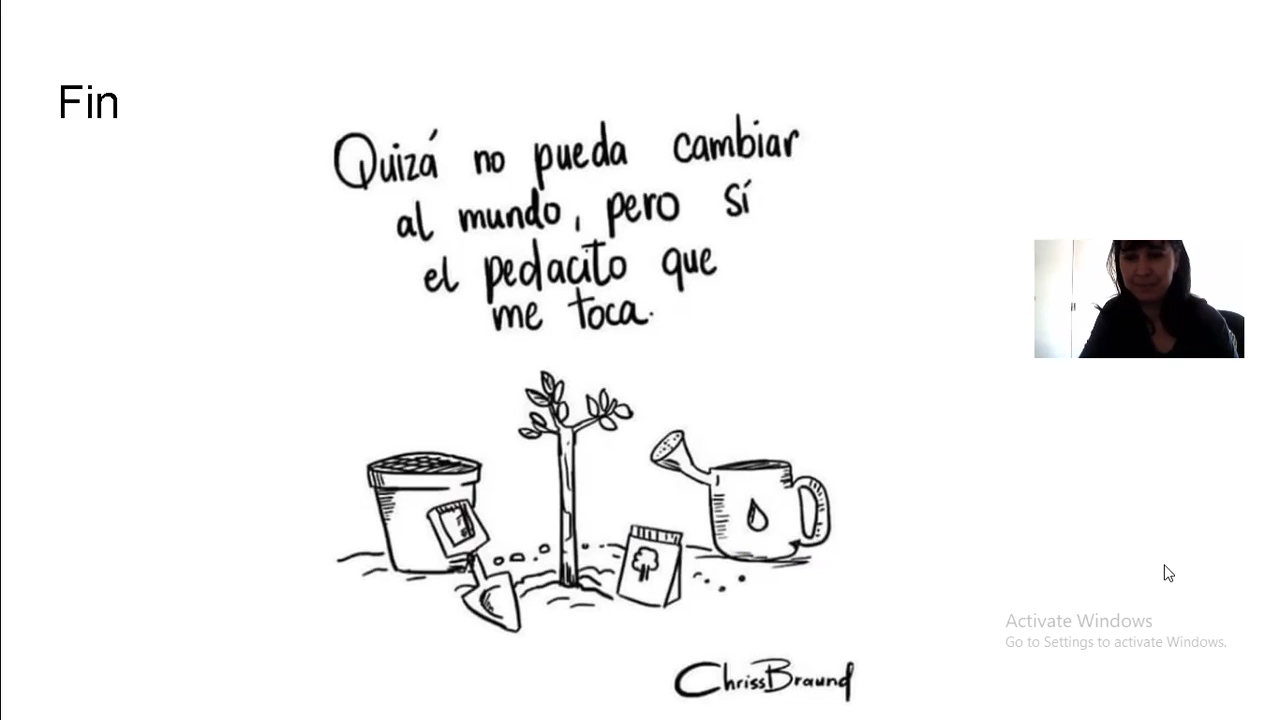 Fin
Quizá no pueda cambiar
al mundo, pero sí
el pedacito que
me toca.
ChrissBraund
Activate Windows
Go to Settings to activate Windows.